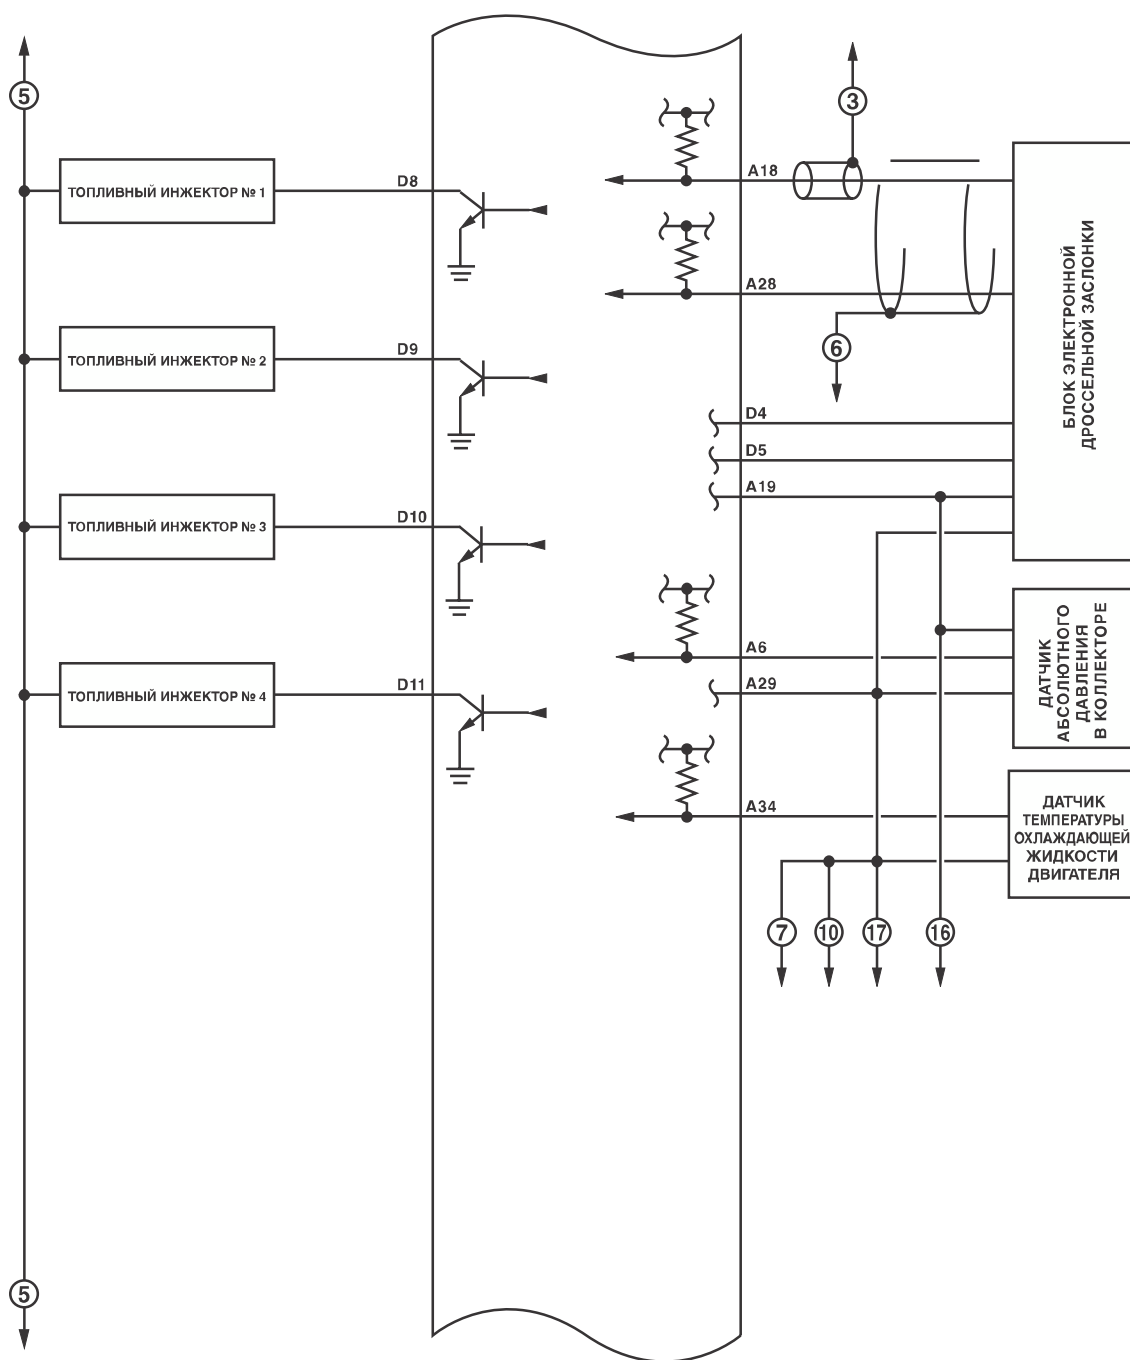 5
3
ТОПЛИВНЫЙ ИНЖЕКТОР № 1
D8
A18
A28
6
БЛОК ЭЛЕКТРОННОЙ
ДРОССЕЛЬНОЙ ЗАСЛОНКИ
ТОПЛИВНЫЙ ИНЖЕКТОР № 2
D9
D4
D5
A19
ТОПЛИВНЫЙ ИНЖЕКТОР № 3
D10
A6
A29
ДАТЧИК
АБСОЛЮТНОГО
ДАВЛЕНИЯ
В КОЛЛЕКТОРЕ
ТОПЛИВНЫЙ ИНЖЕКТОР № 4
D11
A34
ДАТЧИК
ТЕМПЕРАТУРЫ
ОХЛАЖДАЮЩЕЙ
ЖИДКОСТИ
ДВИГАТЕЛЯ
7
10
17
16
5